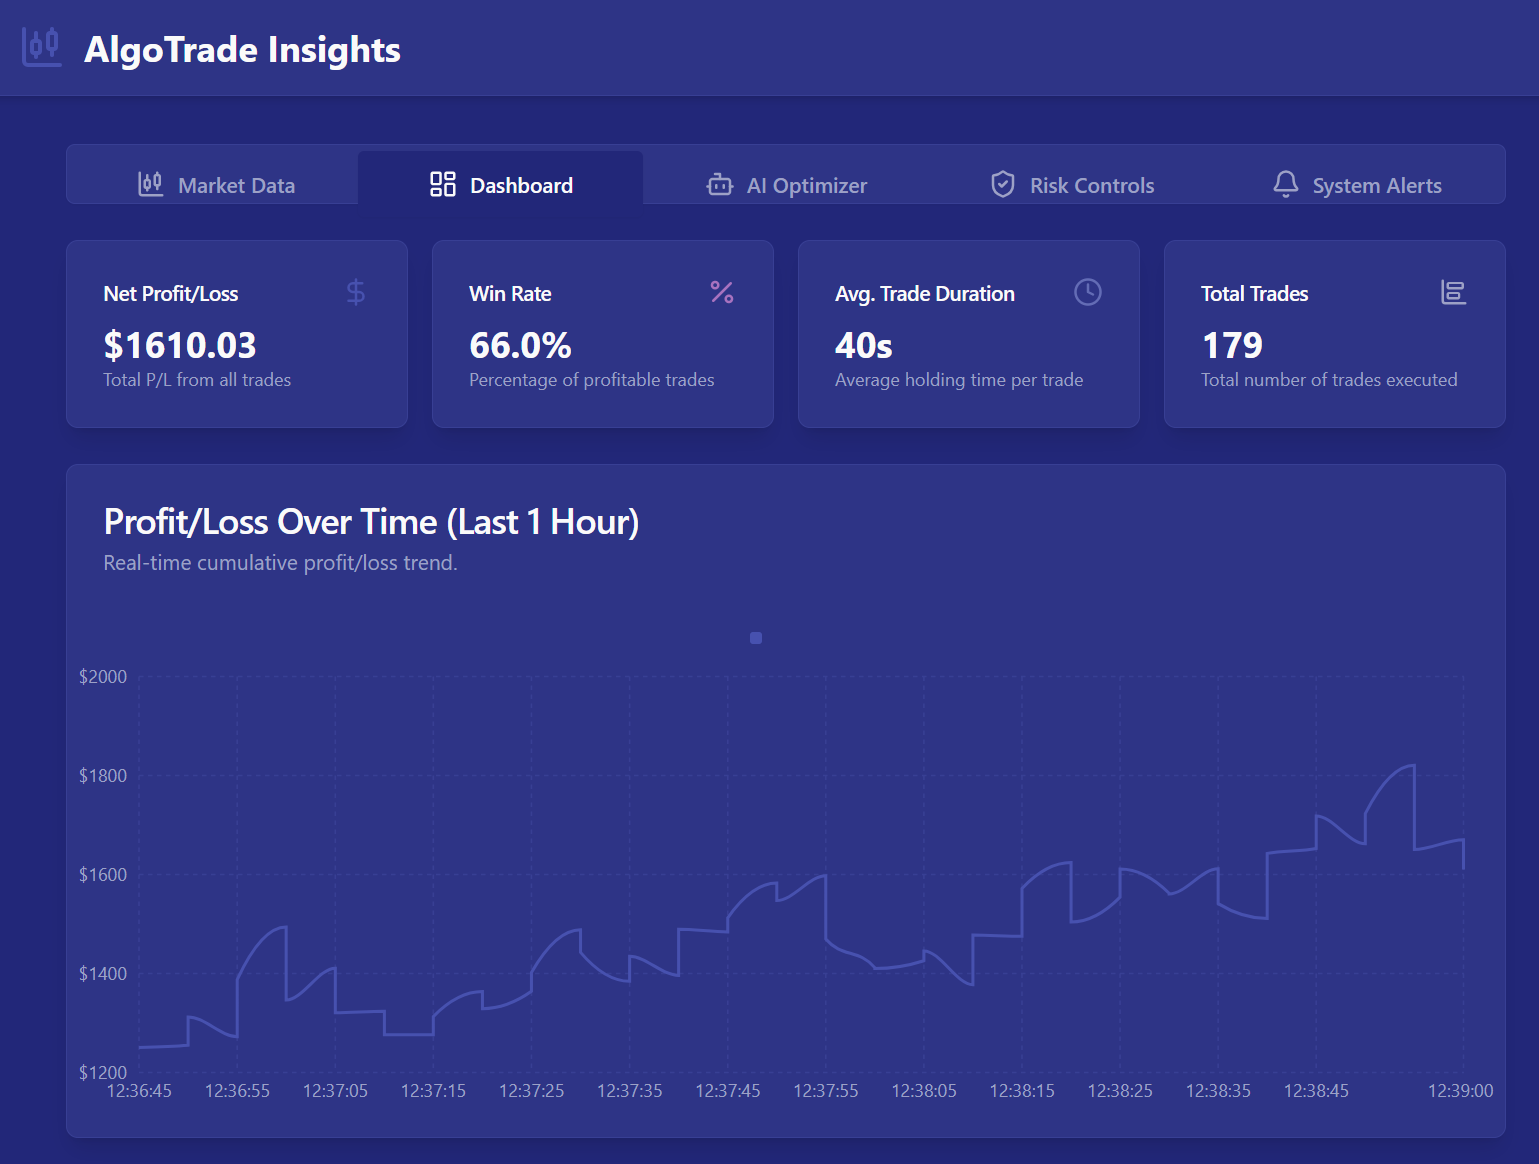 AlgoTrade Insights
Market Data
Dashboard
AI Optimizer
Risk Controls
System Alerts
Net Profit/Loss
$1610.03
Total P/L from all trades
Win Rate
66.0%
Percentage of profitable trades
Avg. Trade Duration
40s
Average holding time per trade
Total Trades
179
Total number of trades executed
Profit/Loss Over Time (Last 1 Hour)
Real-time cumulative profit/loss trend.
$2000
$1800
$1600
$1400
$1200
12:36:45
12:36:55
12:37:05
12:37:15
12:37:25
12:37:35
12:37:45
12:37:55
12:38:05
12:38:15
12:38:25
12:38:35
12:38:45
12:39:00